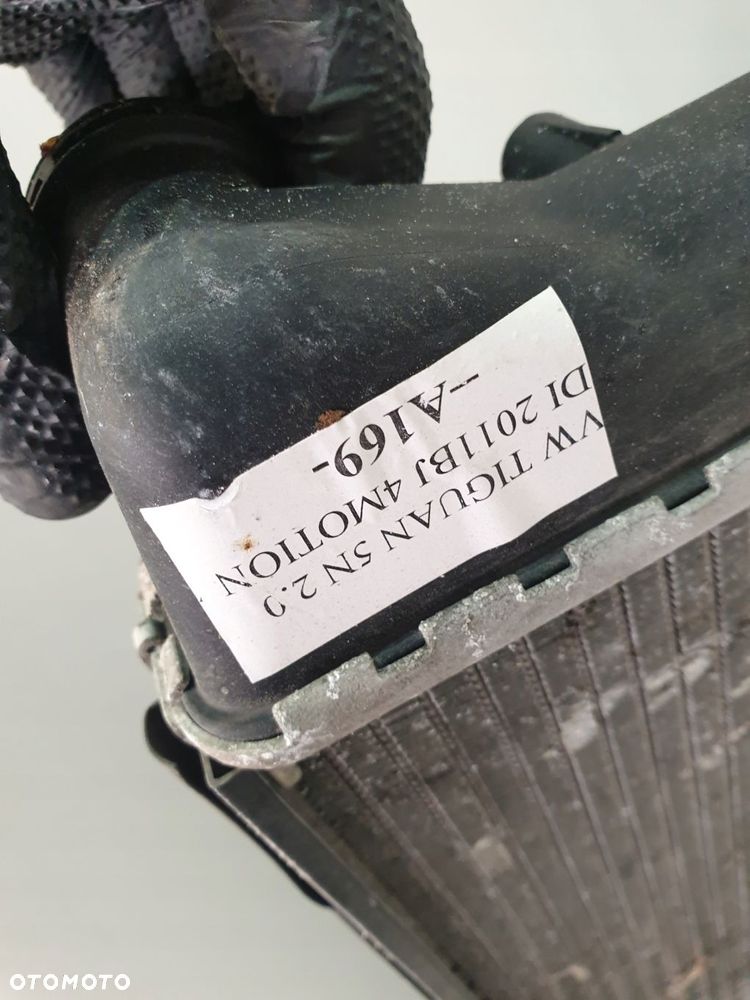 VW TIGUAN 5N 2.0
DI 2011BJ 4MOTION
--A169-
OTOMOTO